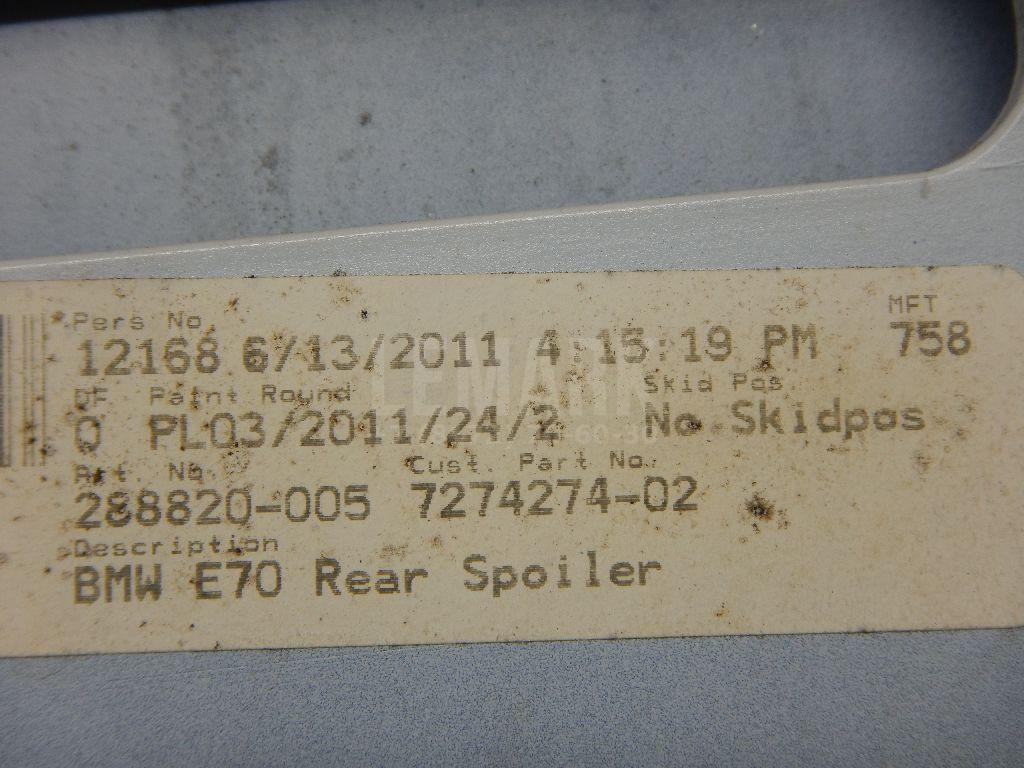 Pers No. MFT
12168 6/13/2011 4:15:19 PM 758
QF Paint Round Skid Pos.
Q PL03/2011/24/2 No Skidpos
Art. No. Cust. Part No.
288820-005 7274274-02
Description
BMW E70 Rear Spoiler
LEMARK